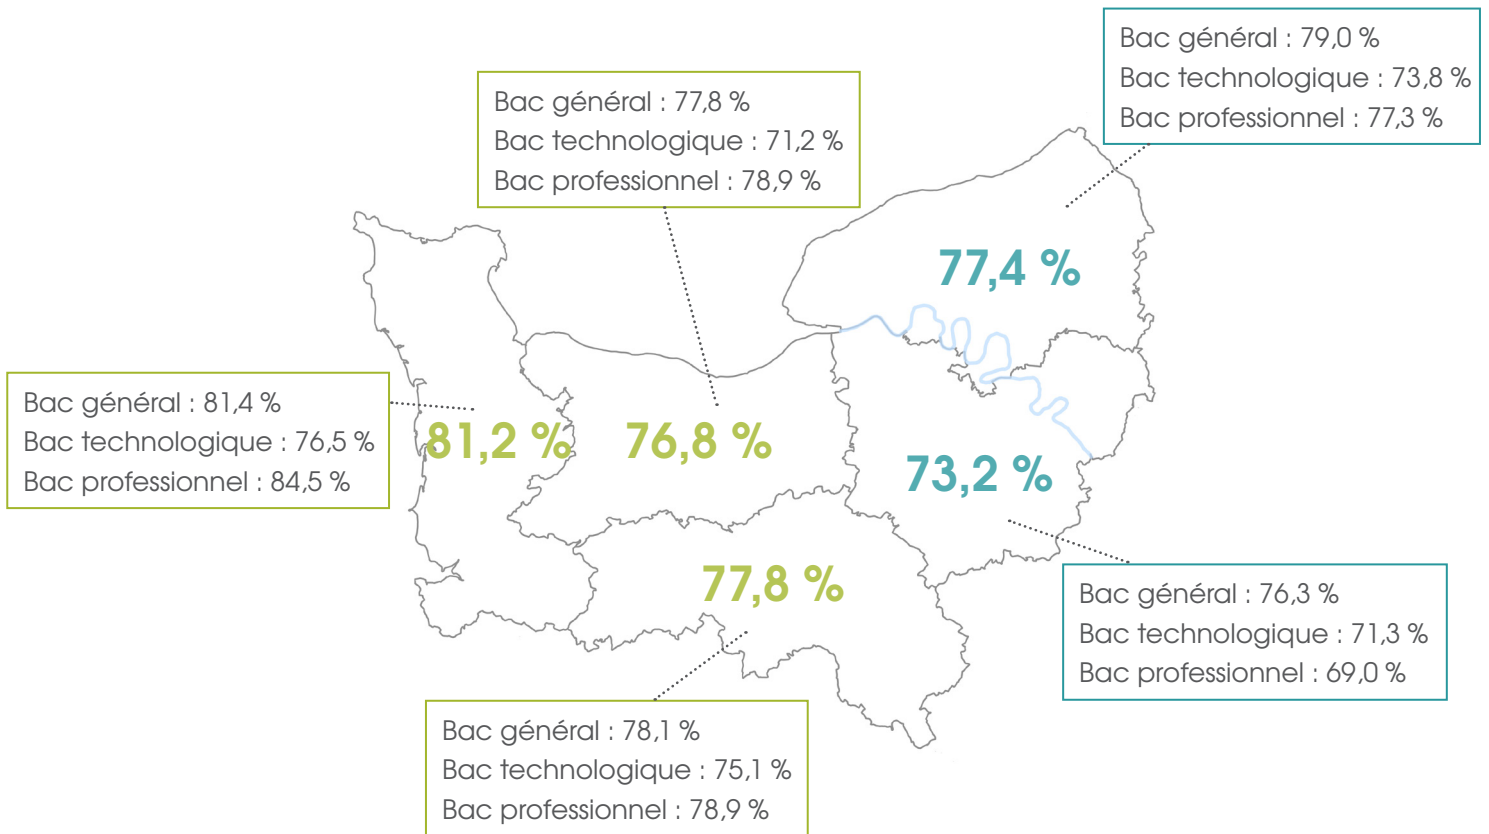 Bac général : 79,0 %
Bac technologique : 73,8 %
Bac professionnel : 77,3 %
Bac général : 77,8 %
Bac technologique : 71,2 %
Bac professionnel : 78,9 %
77,4 %
Bac général : 81,4 %
Bac technologique : 76,5 %
Bac professionnel : 84,5 %
81,2 %
76,8 %
73,2 %
77,8 %
Bac général : 76,3 %
Bac technologique : 71,3 %
Bac professionnel : 69,0 %
Bac général : 78,1 %
Bac technologique : 75,1 %
Bac professionnel : 78,9 %